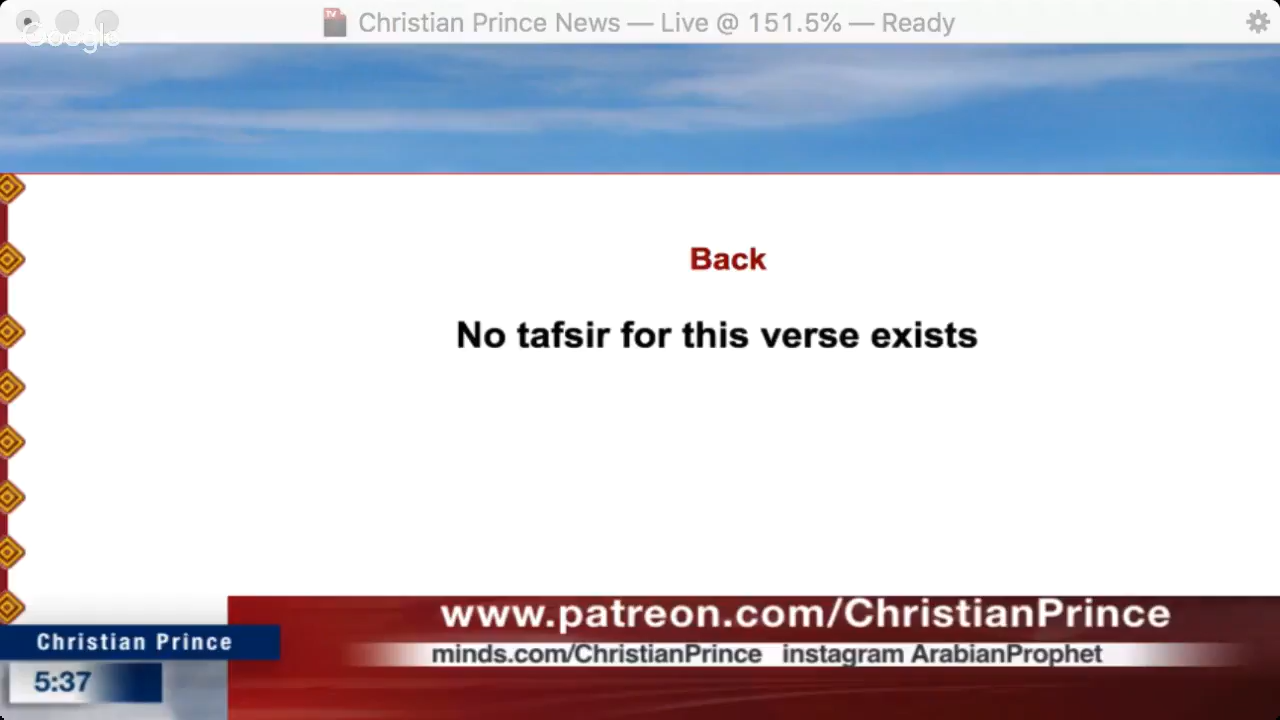 Christian Prince News — Live @ 151.5% — Ready
Google
Back
No tafsir for this verse exists
www.patreon.com/ChristianPrince
minds.com/ChristianPrince instagram ArabianProphet
Christian Prince
5:37